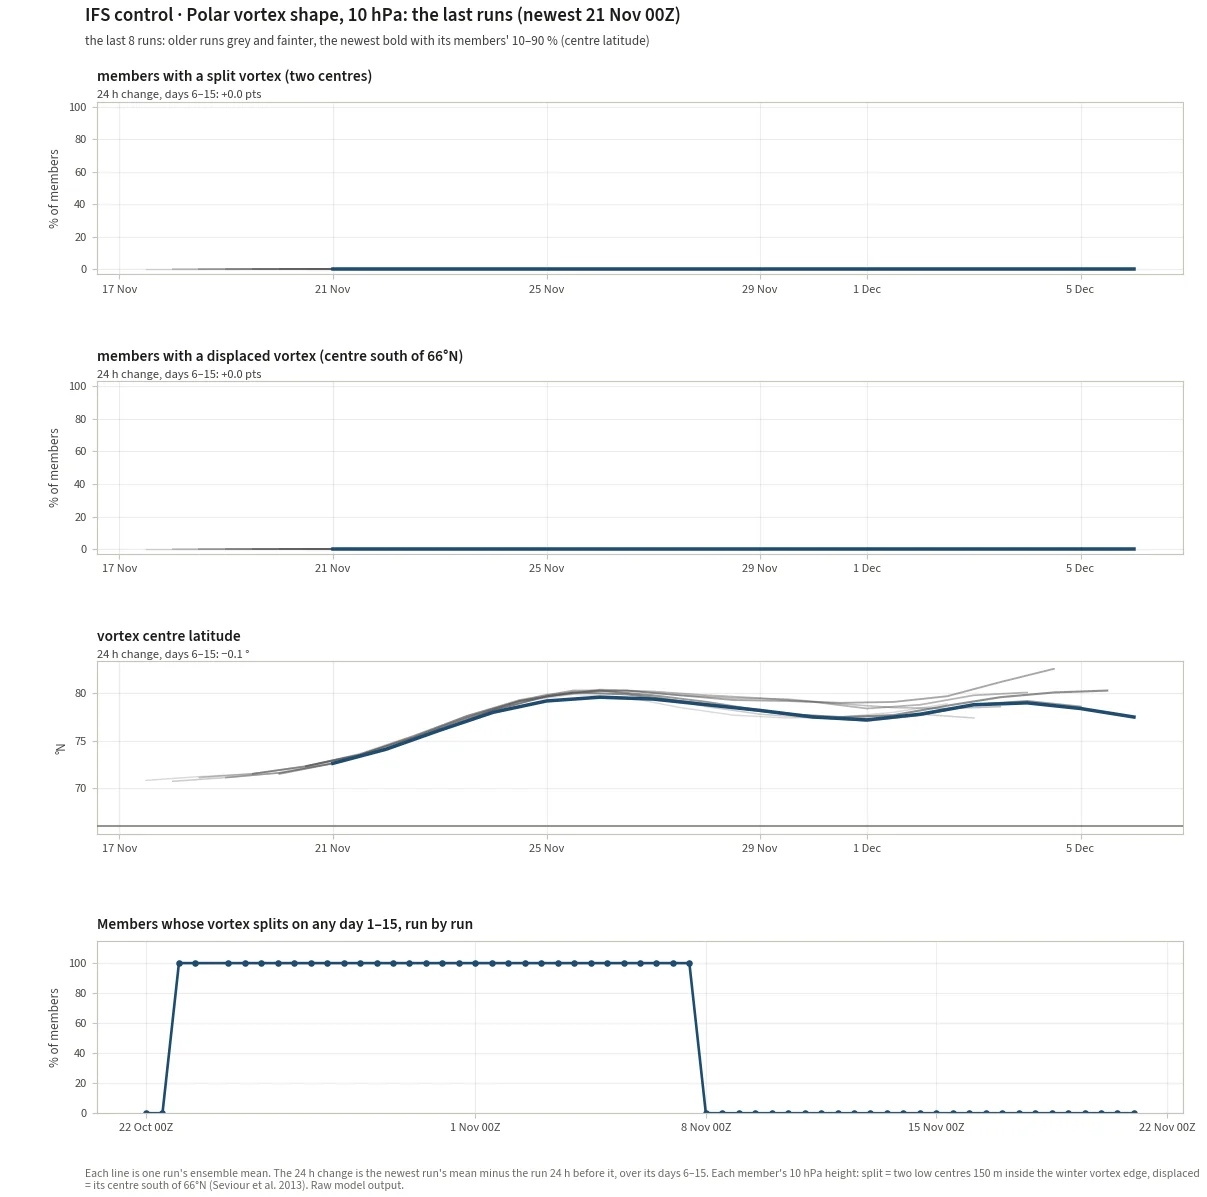 IFS control · Polar vortex shape, 10 hPa: the last runs (newest 21 Nov 00Z)
the last 8 runs: older runs grey and fainter, the newest bold with its members' 10–90 % (centre latitude)
members with a split vortex (two centres)
24 h change, days 6–15: +0.0 pts
100
80
60
40
20
0
% of members
17 Nov
21 Nov
25 Nov
29 Nov
1 Dec
5 Dec
members with a displaced vortex (centre south of 66°N)
24 h change, days 6–15: +0.0 pts
100
80
60
40
20
0
% of members
17 Nov
21 Nov
25 Nov
29 Nov
1 Dec
5 Dec
vortex centre latitude
24 h change, days 6–15: −0.1 °
80
75
70
°N
17 Nov
21 Nov
25 Nov
29 Nov
1 Dec
5 Dec
Members whose vortex splits on any day 1–15, run by run
100
80
60
40
20
0
% of members
22 Oct 00Z
1 Nov 00Z
8 Nov 00Z
15 Nov 00Z
22 Nov 00Z
Each line is one run's ensemble mean. The 24 h change is the newest run's mean minus the run 24 h before it, over its days 6–15. Each member's 10 hPa height: split = two low centres 150 m inside the winter vortex edge, displaced
= its centre south of 66°N (Seviour et al. 2013). Raw model output.